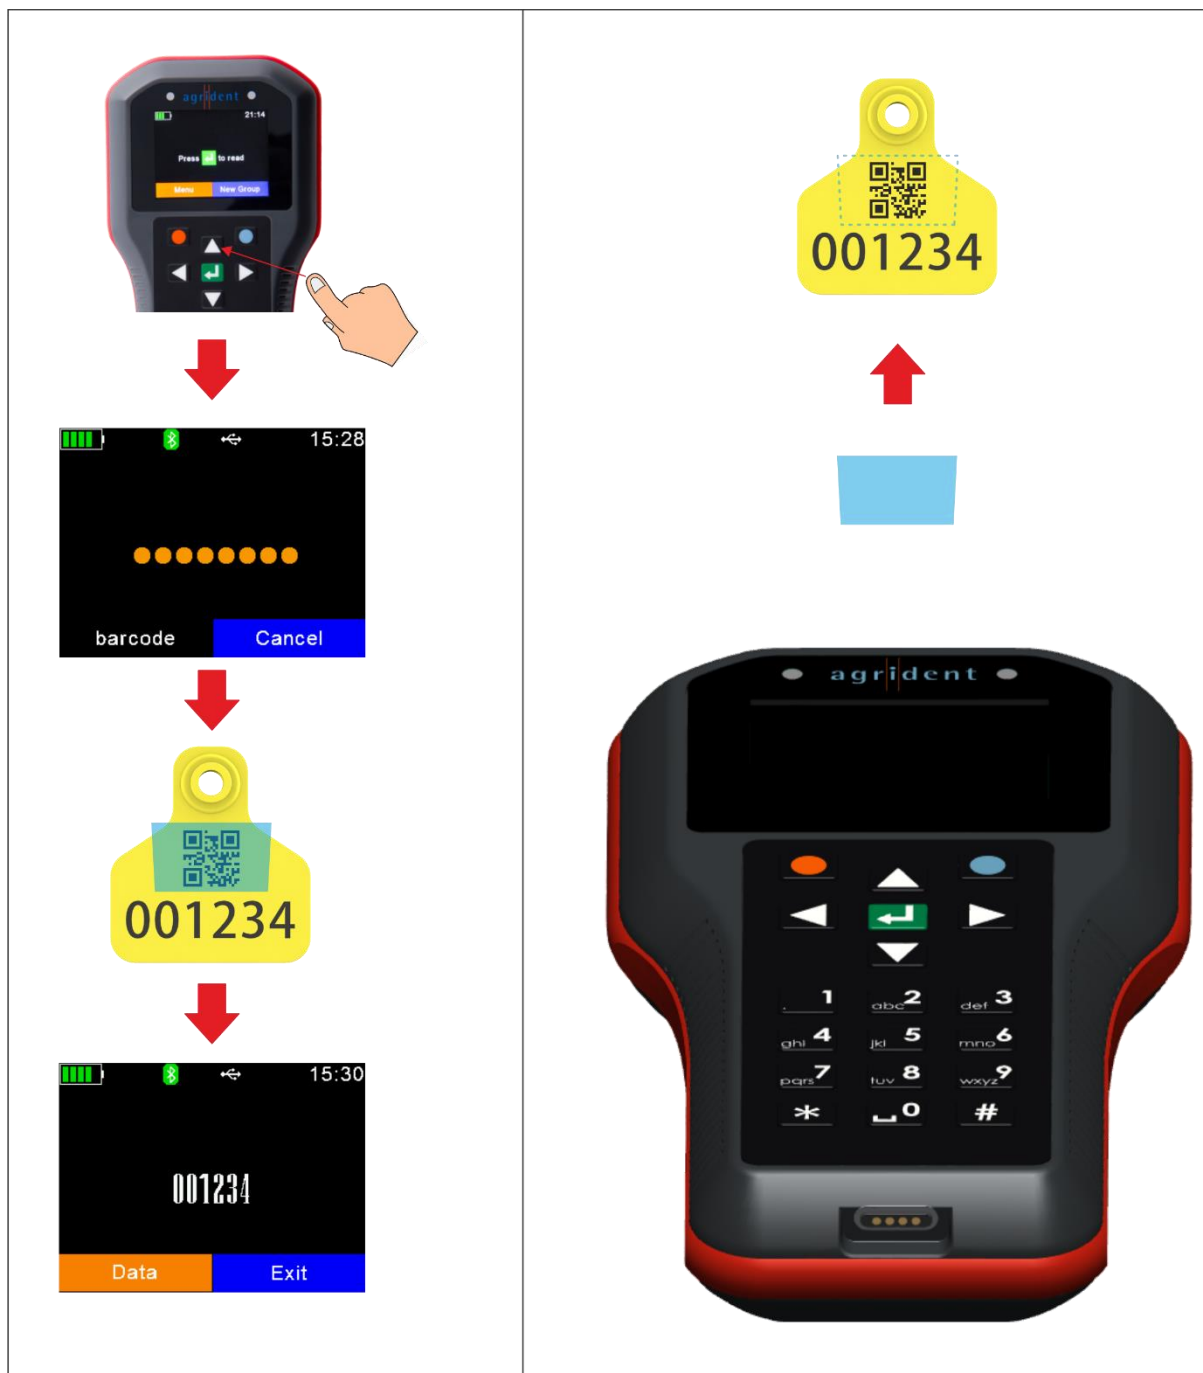 agrident
21:14
Press to read
Menu New Group
15:28
barcode Cancel
001234
15:30
001234
Data Exit
001234
agrident
. 1 abc 2 def 3
ghi 4 jkl 5 mno 6
pqrs 7 tuv 8 wxyz 9
* ␣ 0 #